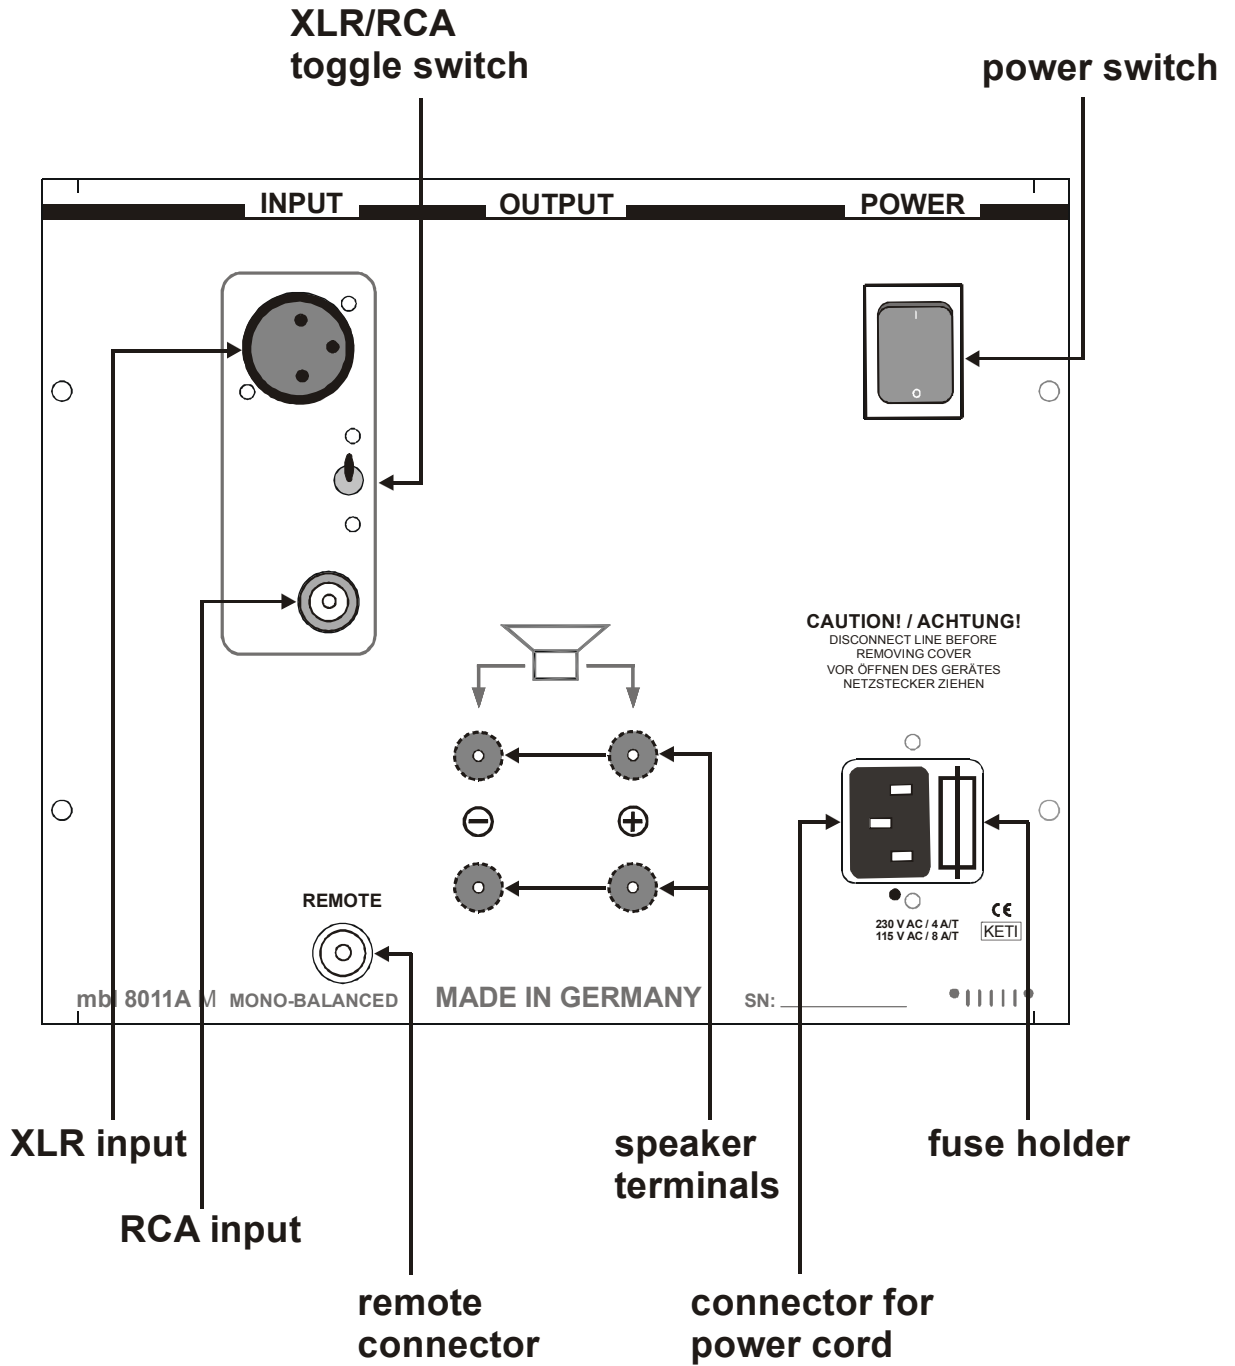 XLR/RCA
toggle switch
power switch
INPUT
OUTPUT
POWER
I
O
CAUTION! / ACHTUNG!
DISCONNECT LINE BEFORE
REMOVING COVER
VOR ÖFFNEN DES GERÄTES
NETZSTECKER ZIEHEN
REMOTE
230 V AC / 4 A/T
115 V AC / 8 A/T
CE
KETI
mbl 8011A M MONO-BALANCED
MADE IN GERMANY
SN:
XLR input
speaker
terminals
fuse holder
RCA input
remote
connector
connector for
power cord